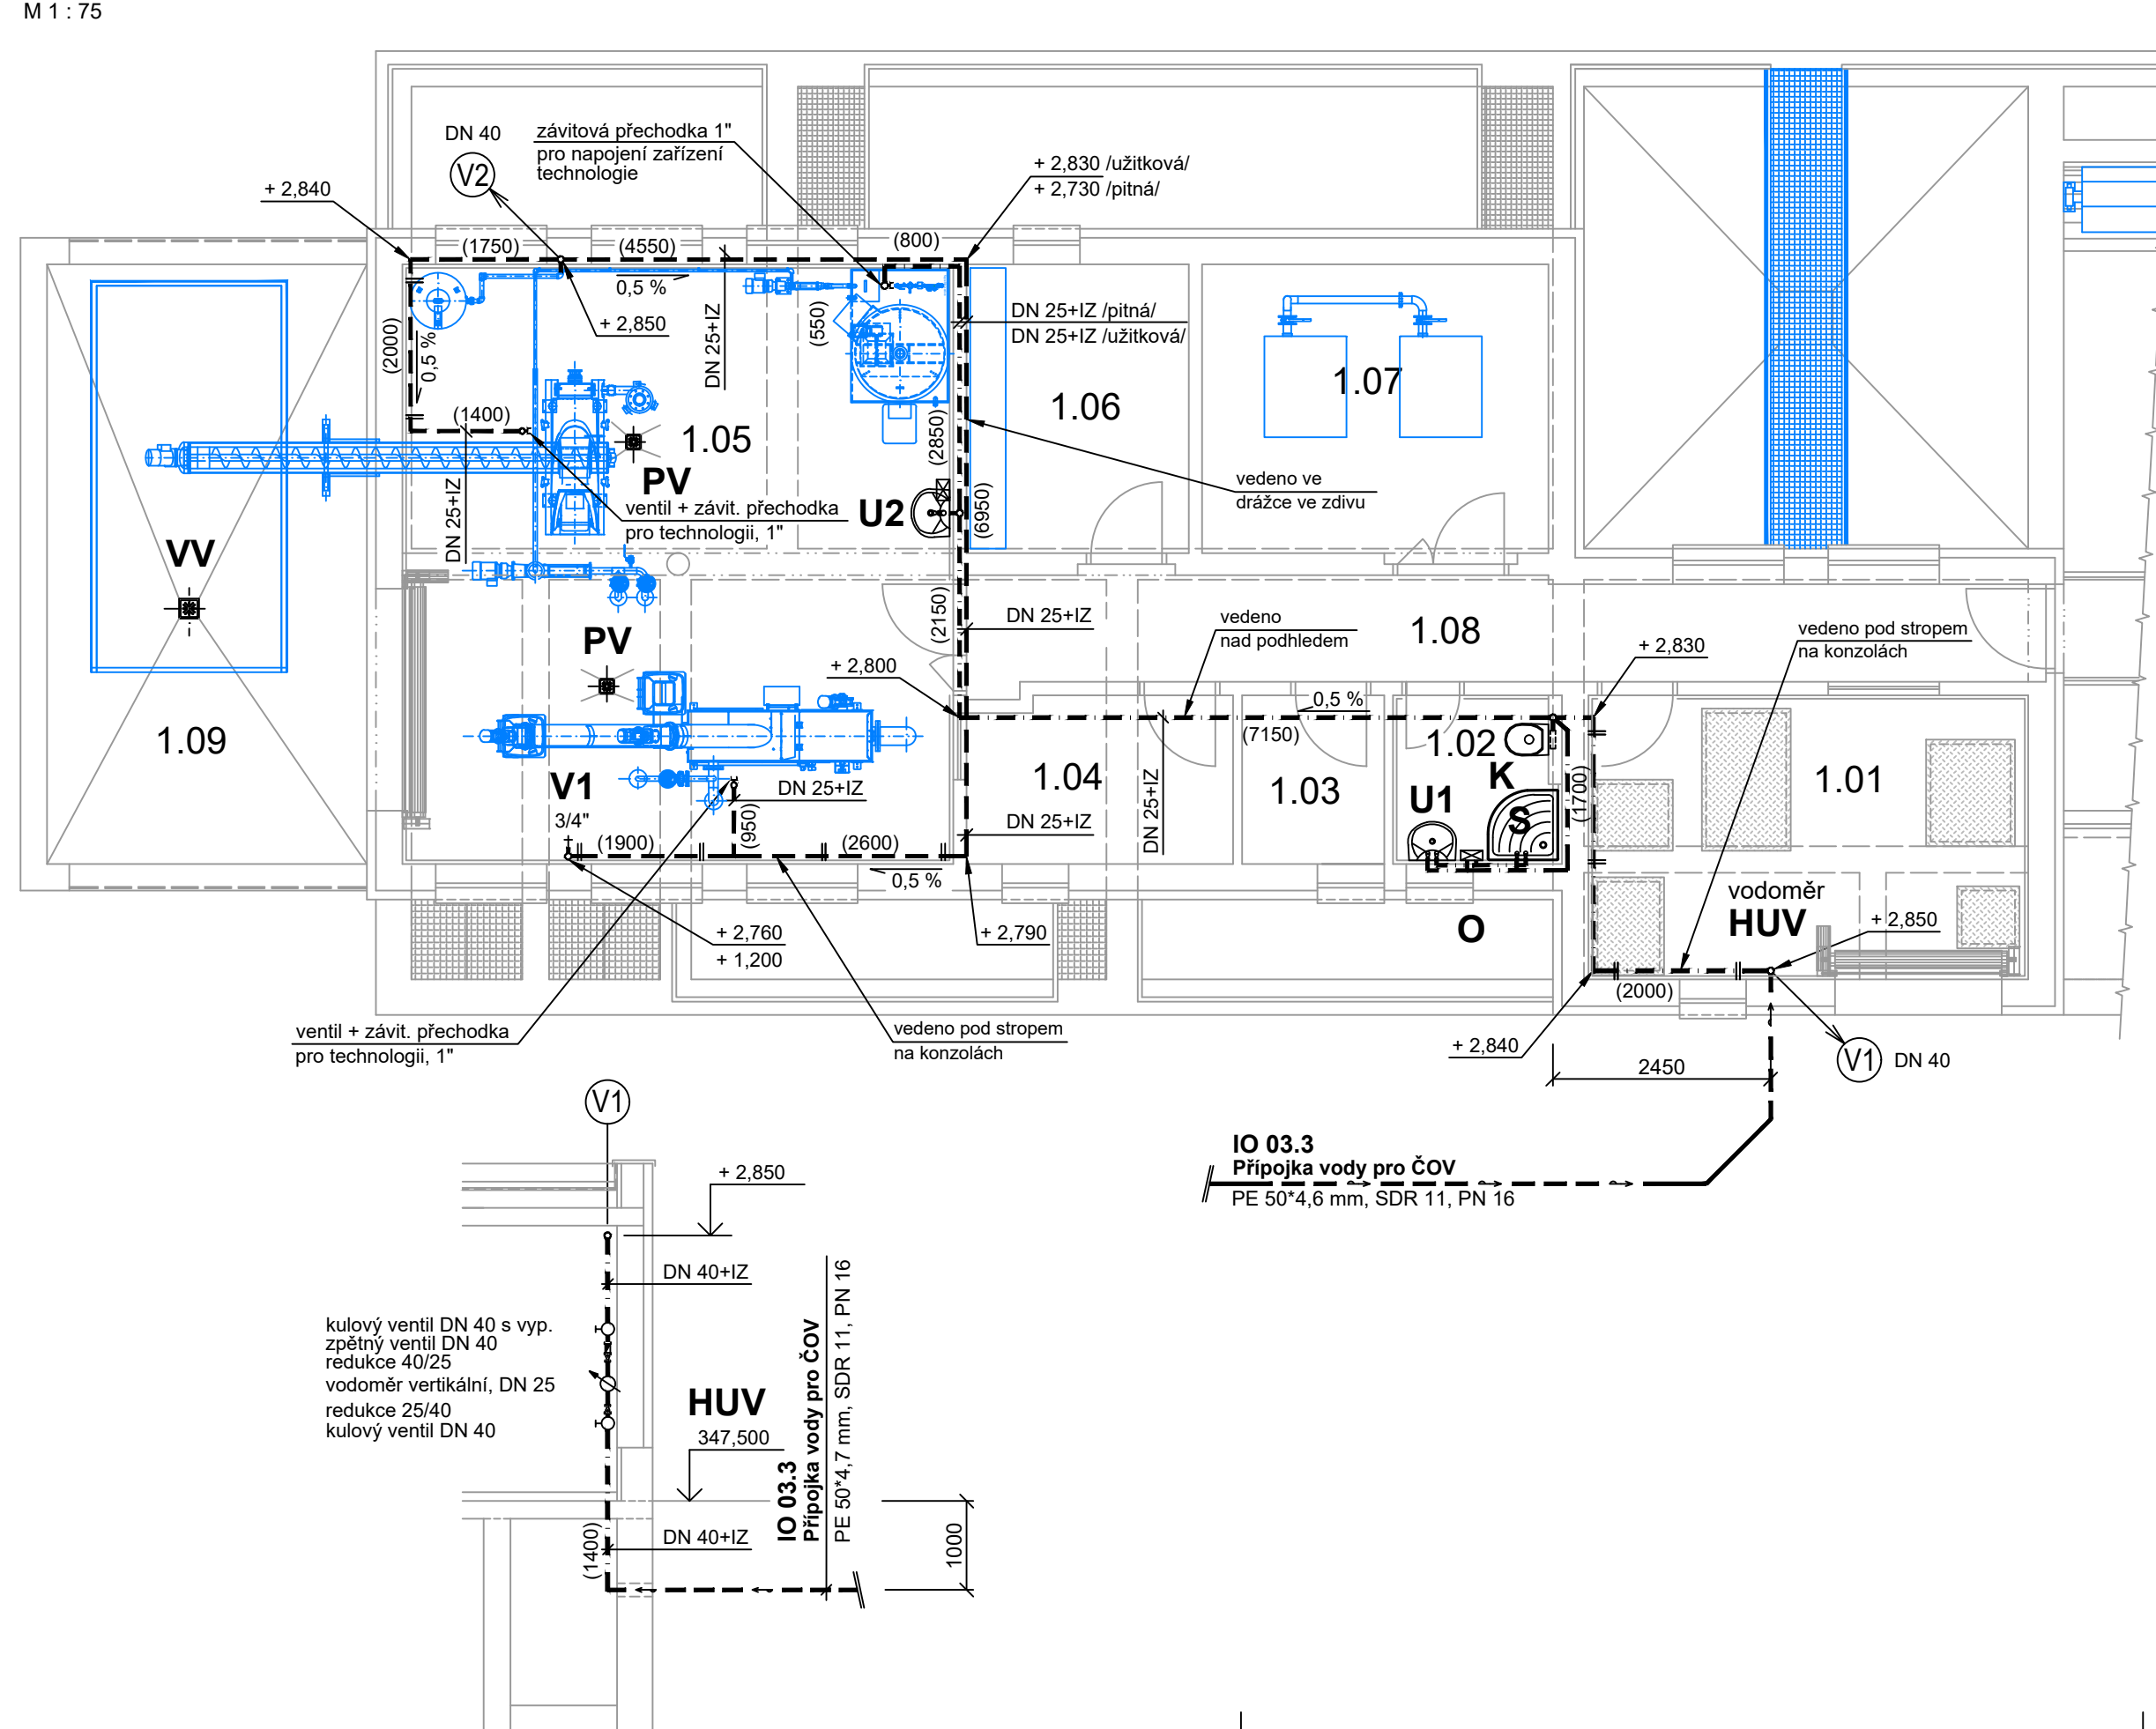 M 1 : 75
DN 40
V2
závitová přechodka 1"
pro napojení zařízení
technologie
+ 2,830 /užitková/
+ 2,730 /pitná/
+ 2,840
(1750)
(4550)
(800)
0,5 %
+ 2,850
DN 25+IZ
(550)
DN 25+IZ /pitná/
DN 25+IZ /užitková/
(2000)
0,5 %
(1400)
1.05
1.06
1.07
(2850)
PV
ventil + závit. přechodka
pro technologii, 1"
DN 25+IZ
U2
(6950)
vedeno ve
drážce ve zdivu
VV
PV
(2150)
DN 25+IZ
vedeno
nad podhledem
1.08
vedeno pod stropem
na konzolách
+ 2,830
+ 2,800
0,5 %
(7150)
1.09
1.04
1.03
1.02
K
U1
S
(1700)
1.01
V1
3/4"
DN 25+IZ
(950)
DN 25+IZ
DN 25+IZ
(1900)
(2600)
0,5 %
O
vodoměr
HUV
+ 2,850
+ 2,760
+ 1,200
+ 2,790
(2000)
ventil + závit. přechodka
pro technologii, 1"
vedeno pod stropem
na konzolách
+ 2,840
2450
V1
DN 40
V1
IO 03.3
Přípojka vody pro ČOV
PE 50*4,6 mm, SDR 11, PN 16
+ 2,850
DN 40+IZ
kulový ventil DN 40 s vyp.
zpětný ventil DN 40
redukce 40/25
vodoměr vertikální, DN 25
redukce 25/40
kulový ventil DN 40
HUV
347,500
IO 03.3
Přípojka vody pro ČOV
PE 50*4,7 mm, SDR 11, PN 16
DN 40+IZ
(1400)
1000